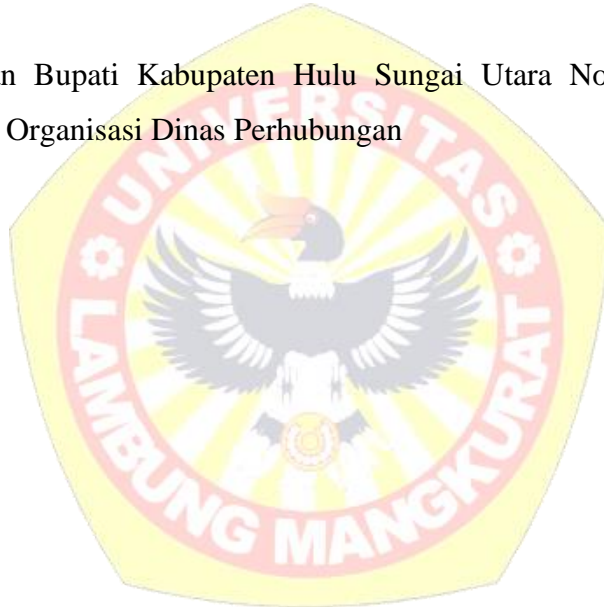 n Bupati Kabupaten Hulu Sungai Utara No
Organisasi Dinas Perhubungan
UNIVERSITAS
LAMBUNG MANGKURAT